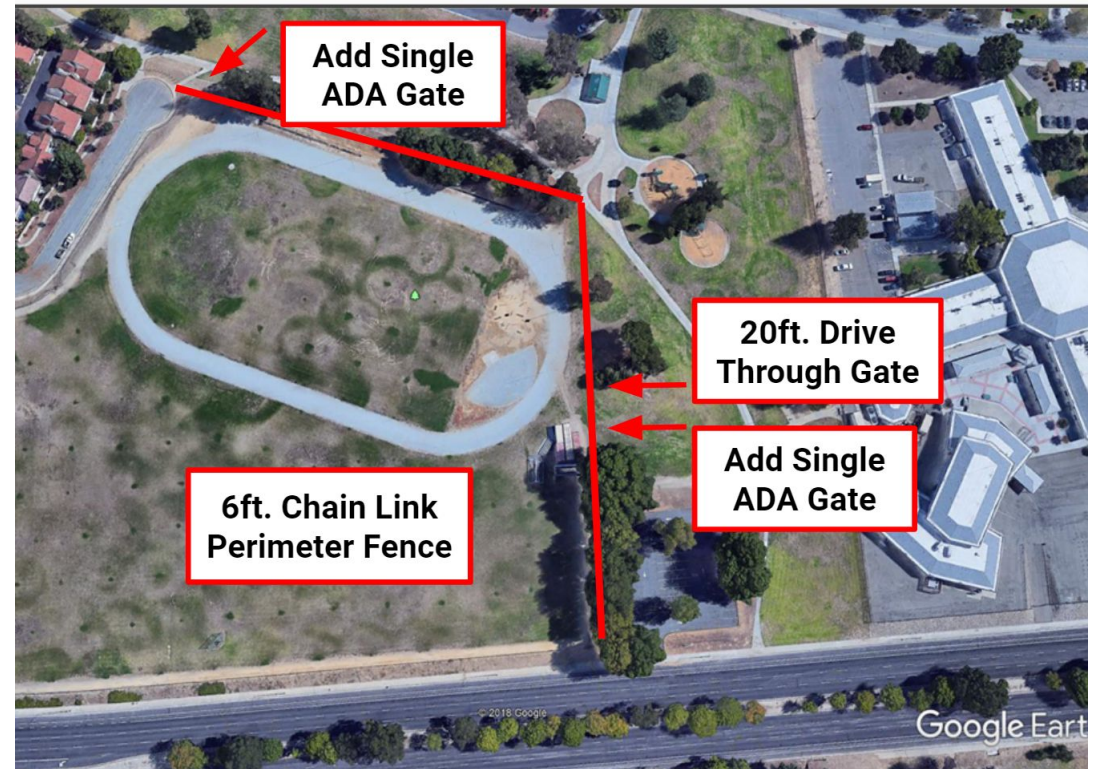 Add Single
ADA Gate
20ft. Drive
Through Gate
Add Single
ADA Gate
6ft. Chain Link
Perimeter Fence
© 2018 Google
Google Eart